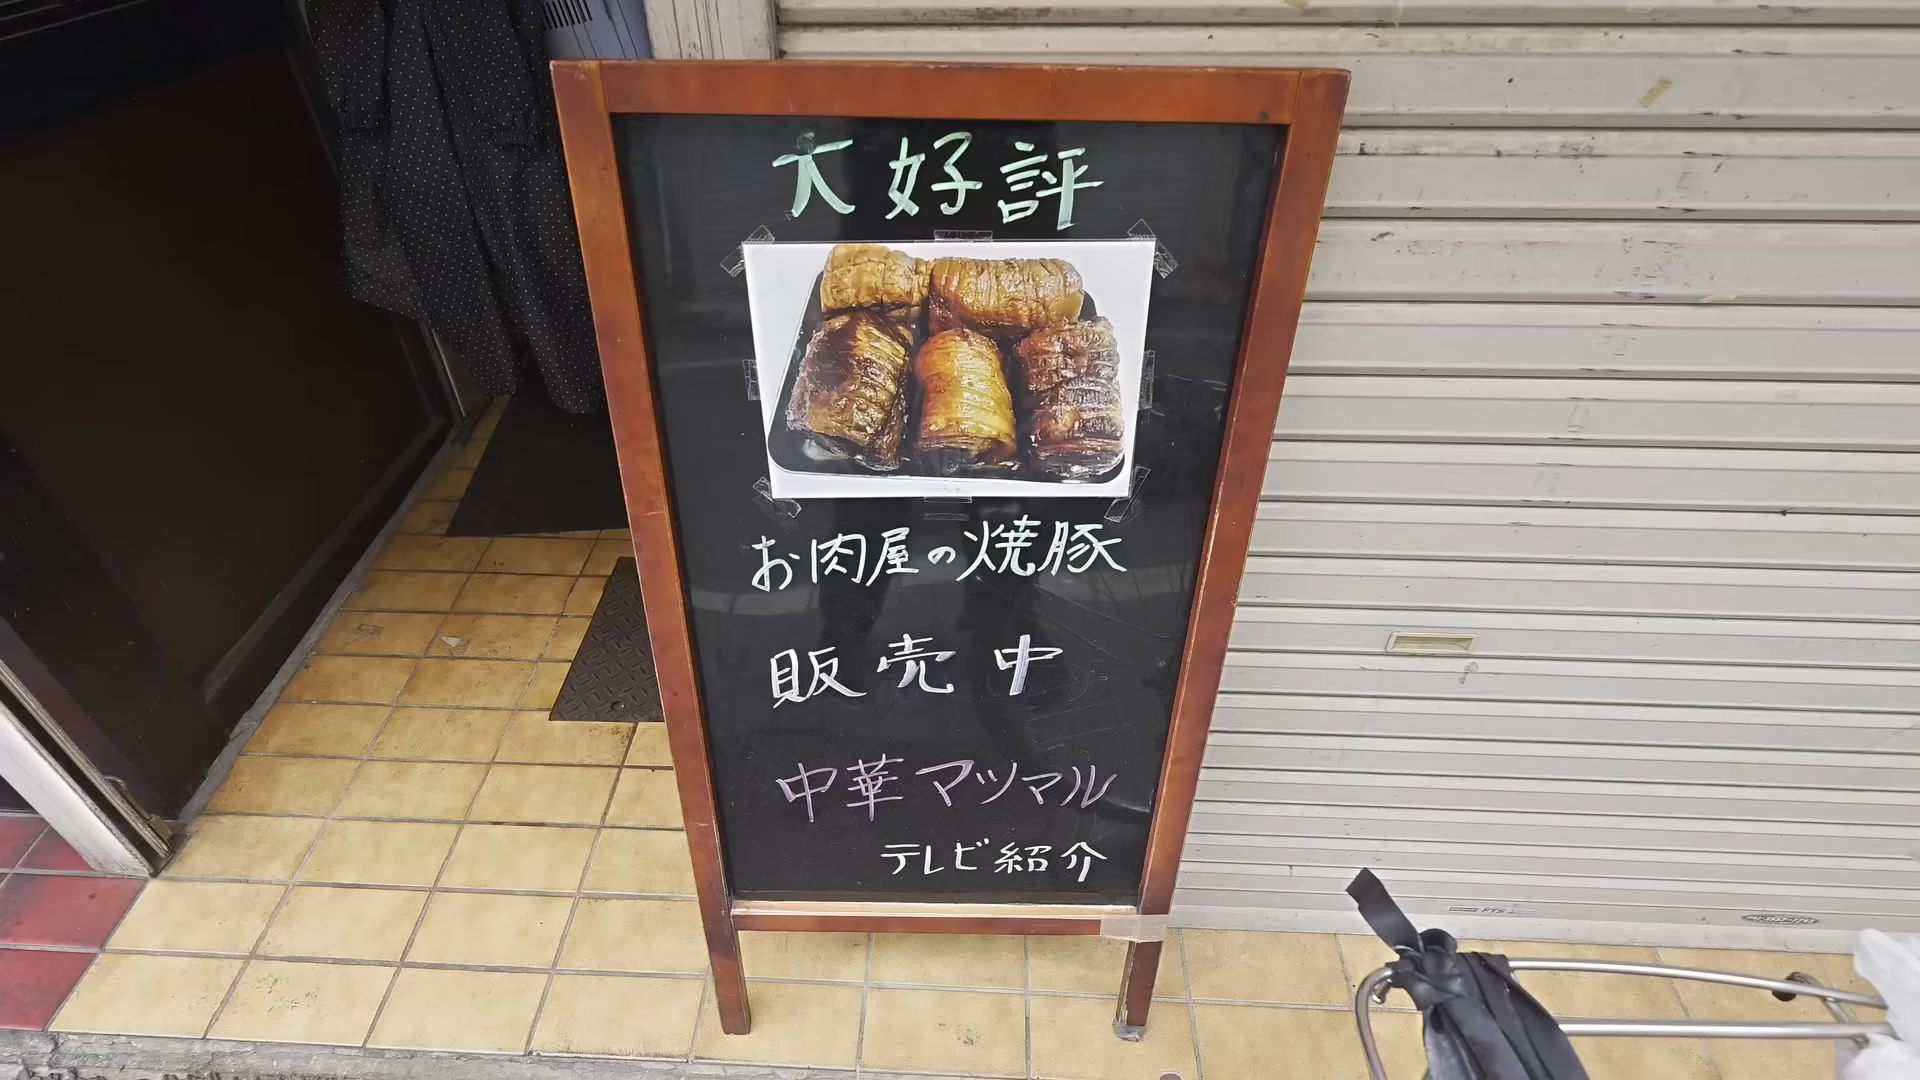 大好評
お肉屋の焼豚
販売中
中華マツマル
テレビ紹介
FTS